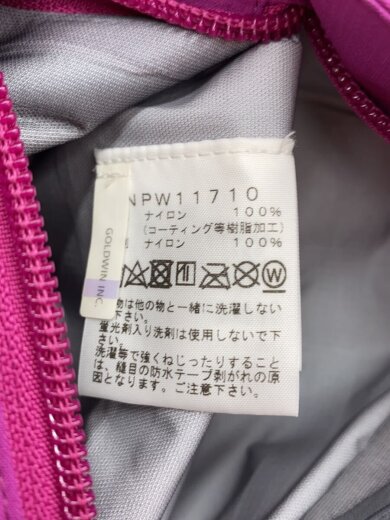 NPW11710
ナイロン 100%
(コーティング等樹脂加工)
ナイロン 100%
GOLDWIN INC.
W
物は他の物と一緒に洗濯しない
下さい。
蛍光剤入り洗剤は使用しないで下
さい。
洗濯等で強くねじったりすること
は、縫目の防水テープ剥がれの原
因となります。ご注意下さい。